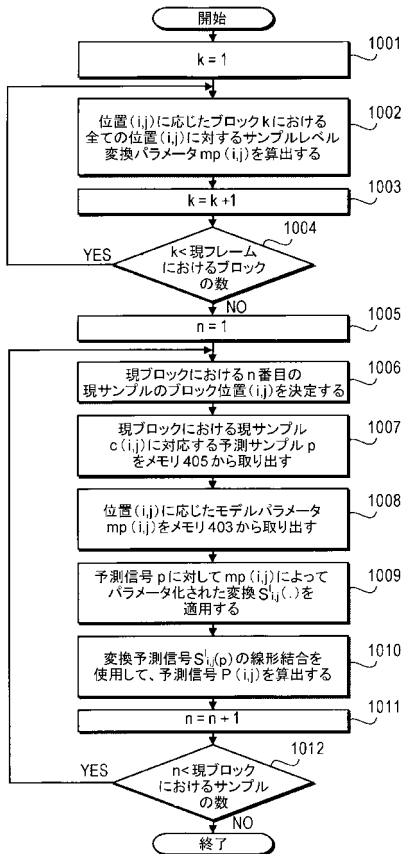 開始
1001
k = 1
1002
位置(i,j)に応じたブロックkにおける
全ての位置(i,j)に対するサンプルレベル
変換パラメータ mp(i,j)を算出する
1003
k = k +1
1004
k<現フレーム
におけるブロック
の数
YES
NO
1005
n = 1
1006
現ブロックにおけるn番目の
現サンプルのブロック位置(i,j)を決定する
1007
現ブロックにおける現サンプル
c(i,j)に対応する予測サンプル p
をメモリ405から取り出す
1008
位置(i,j)に応じたモデルパラメータ
mp(i,j)をメモリ403から取り出す
1009
予測信号 pに対して mp(i,j)によって
パラメータ化された変換 S^l_{i,j}(.)を
適用する
1010
変換予測信号S^l_{i,j}(p)の線形結合を
使用して、予測信号 P(i,j)を算出する
1011
n = n + 1
1012
n<現ブロック
におけるサンプル
の数
YES
NO
終了